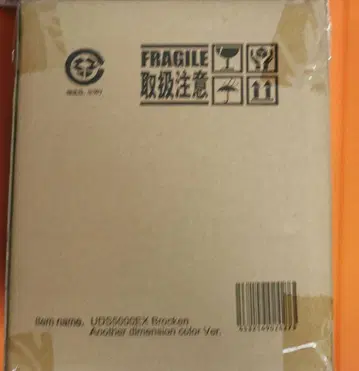 FRAGILE
取扱注意
Item name. UDS5000EX Brocken
Another dimension color Ver.